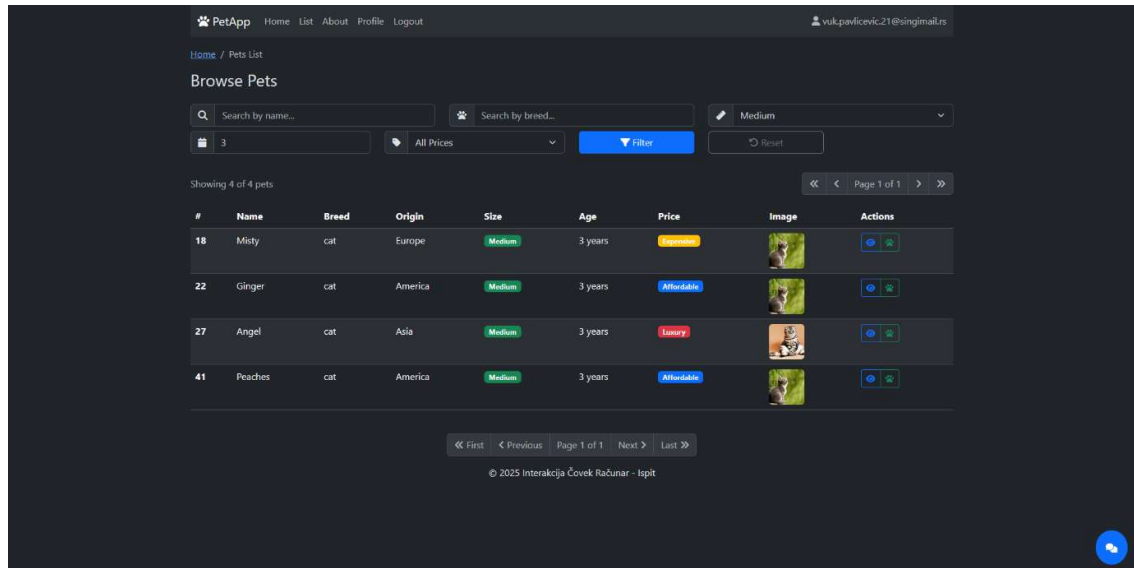 PetApp Home List About Profile Logout vuk.pavlicevic.21@singimail.rs
Home / Pets List
Browse Pets
Search by name... Search by breed... Medium
3 All Prices Filter Reset
Showing 4 of 4 pets Page 1 of 1
# Name Breed Origin Size Age Price Image Actions
18 Misty cat Europe Medium 3 years Expensive
22 Ginger cat America Medium 3 years Affordable
27 Angel cat Asia Medium 3 years Luxury
41 Peaches cat America Medium 3 years Affordable
First Previous Page 1 of 1 Next Last
© 2025 Interakcija Čovek Računar - Ispit